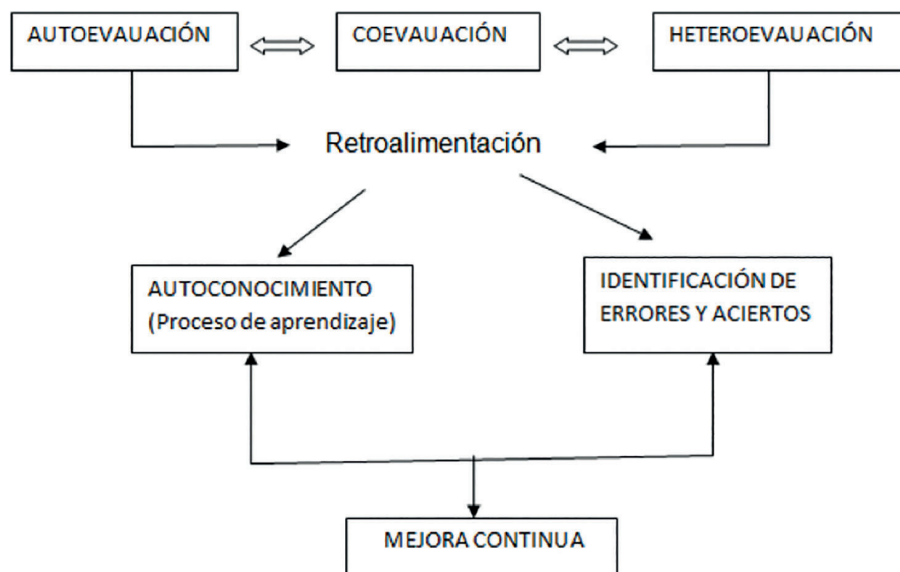 AUTOEVAUACIÓN
COEVAUACIÓN
HETEROEVAUACIÓN
Retroalimentación
AUTOCONOCIMIENTO
(Proceso de aprendizaje)
IDENTIFICACIÓN DE
ERRORES Y ACIERTOS
MEJORA CONTINUA